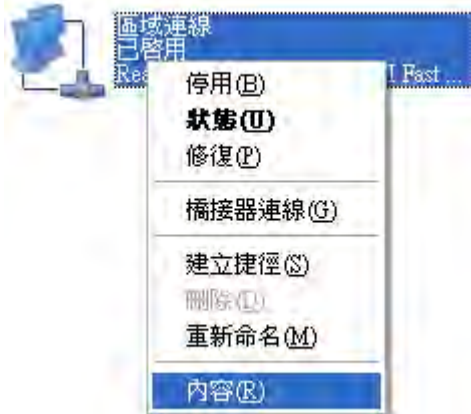 區域連線
已啓用
Rea
I Fast ...
停用(B)
狀態(U)
修復(P)
橋接器連線(G)
建立捷徑(S)
刪除(D)
重新命名(M)
內容(R)